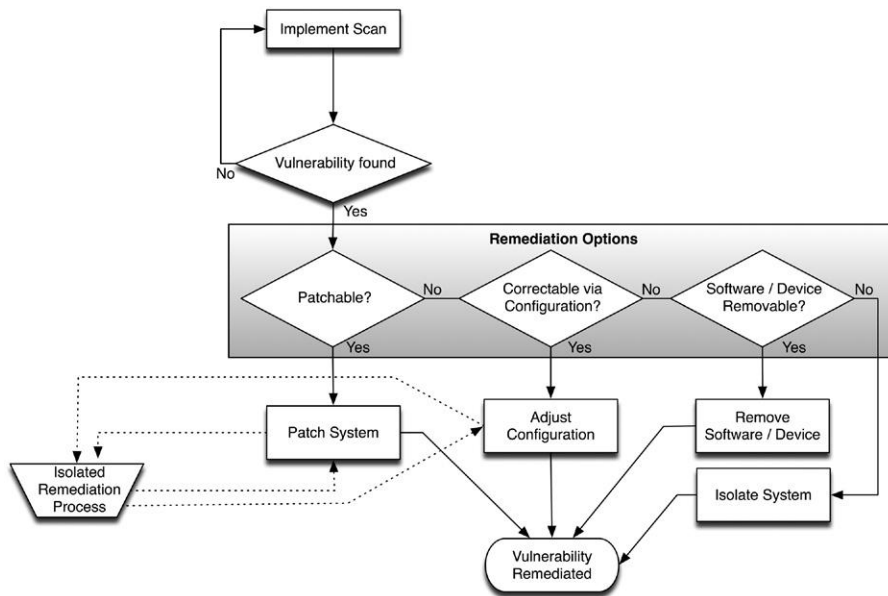 Implement Scan
Vulnerability found
No
Yes
Remediation Options
Patchable?
No
Correctable via
Configuration?
No
Software / Device
Removable?
No
Yes
Yes
Yes
Patch System
Adjust
Configuration
Remove
Software / Device
Isolated
Remediation
Process
Isolate System
Vulnerability
Remediated